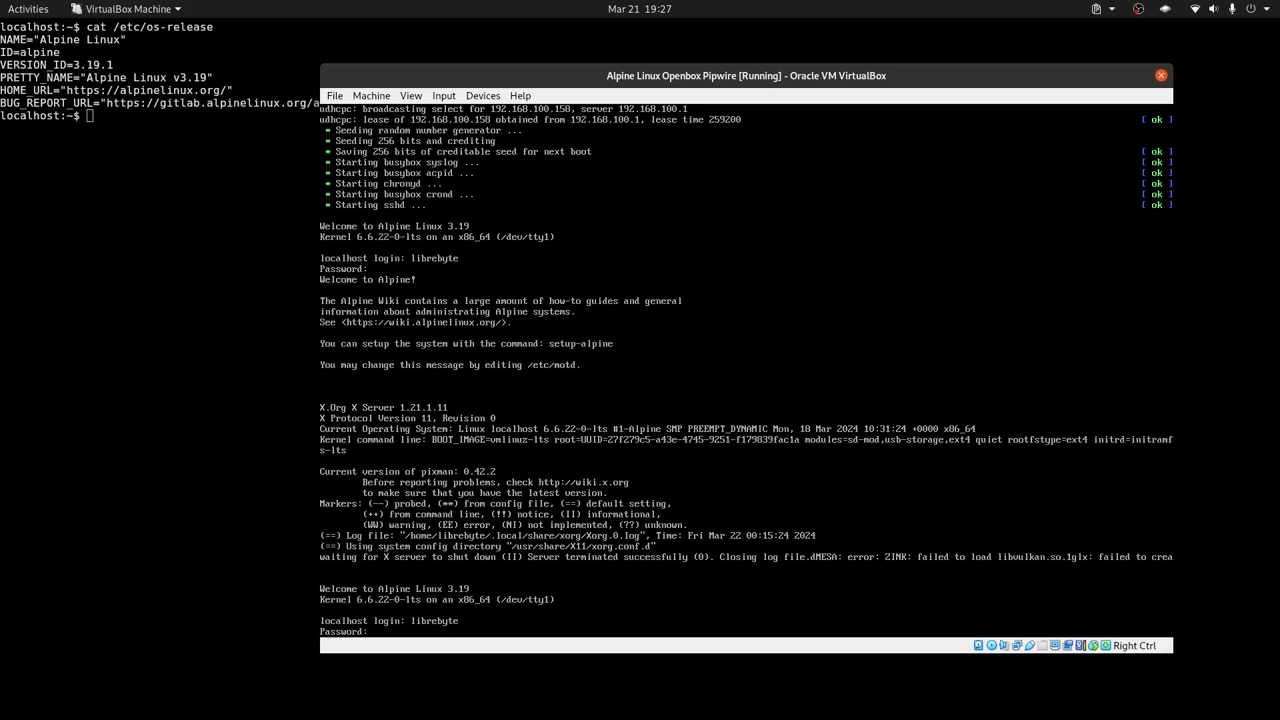 Activities VirtualBox Machine Mar 21 19:27
localhost:~$ cat /etc/os-release
NAME="Alpine Linux"
ID=alpine
VERSION_ID=3.19.1
PRETTY_NAME="Alpine Linux v3.19"
HOME_URL="https://alpinelinux.org/"
BUG_REPORT_URL="https://gitlab.alpinelinux.org/a
localhost:~$
Alpine Linux Openbox Pipwire [Running] - Oracle VM VirtualBox
File Machine View Input Devices Help
udhcpc: broadcasting select for 192.168.100.158, server 192.168.100.1
udhcpc: lease of 192.168.100.158 obtained from 192.168.100.1, lease time 259200 [ ok ]
* Seeding random number generator ...
* Seeding 256 bits and crediting
* Saving 256 bits of creditable seed for next boot [ ok ]
* Starting busybox syslog ... [ ok ]
* Starting busybox acpid ... [ ok ]
* Starting chronyd ... [ ok ]
* Starting busybox crond ... [ ok ]
* Starting sshd ... [ ok ]
Welcome to Alpine Linux 3.19
Kernel 6.6.22-0-lts on an x86_64 (/dev/tty1)
localhost login: librebyte
Password:
Welcome to Alpine!
The Alpine Wiki contains a large amount of how-to guides and general
information about administrating Alpine systems.
See <https://wiki.alpinelinux.org/>.
You can setup the system with the command: setup-alpine
You may change this message by editing /etc/motd.
X.Org X Server 1.21.1.11
X Protocol Version 11, Revision 0
Current Operating System: Linux localhost 6.6.22-0-lts #1-Alpine SMP PREEMPT_DYNAMIC Mon, 18 Mar 2024 10:31:24 +0000 x86_64
Kernel command line: BOOT_IMAGE=vmlinuz-lts root=UUID=27f279c5-a43e-4745-9251-f179839fac1a modules=sd-mod,usb-storage,ext4 quiet rootfstype=ext4 initrd=initramf
s-lts
Current version of pixman: 0.42.2
Before reporting problems, check http://wiki.x.org
to make sure that you have the latest version.
Markers: (--) probed, (**) from config file, (==) default setting,
(++) from command line, (!!) notice, (II) informational,
(WW) warning, (EE) error, (NI) not implemented, (??) unknown.
(==) Log file: "/home/librebyte/.local/share/xorg/Xorg.0.log", Time: Fri Mar 22 00:15:24 2024
(==) Using system config directory "/usr/share/X11/xorg.conf.d"
waiting for X server to shut down (II) Server terminated successfully (0). Closing log file.dMESA: error: ZINK: failed to load libvulkan.so.1glx: failed to crea
Welcome to Alpine Linux 3.19
Kernel 6.6.22-0-lts on an x86_64 (/dev/tty1)
localhost login: librebyte
Password:
Right Ctrl